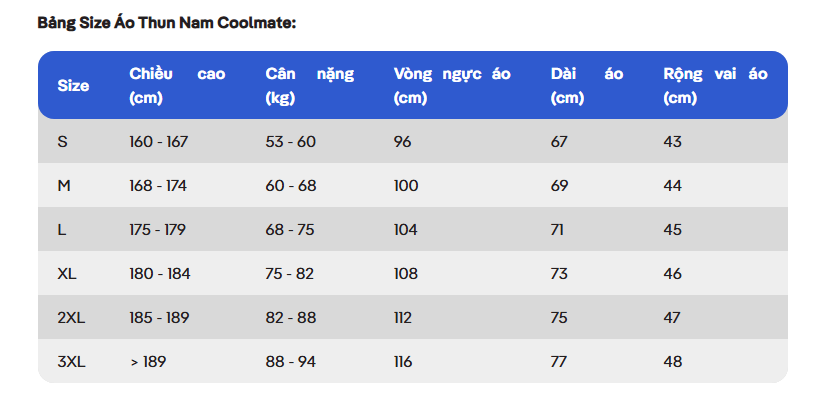 Bảng Size Áo Thun Nam Coolmate:
Size Chiều cao (cm) Cân nặng (kg) Vòng ngực áo (cm) Dài áo (cm) Rộng vai áo (cm)
S 160 - 167 53 - 60 96 67 43
M 168 - 174 60 - 68 100 69 44
L 175 - 179 68 - 75 104 71 45
XL 180 - 184 75 - 82 108 73 46
2XL 185 - 189 82 - 88 112 75 47
3XL > 189 88 - 94 116 77 48